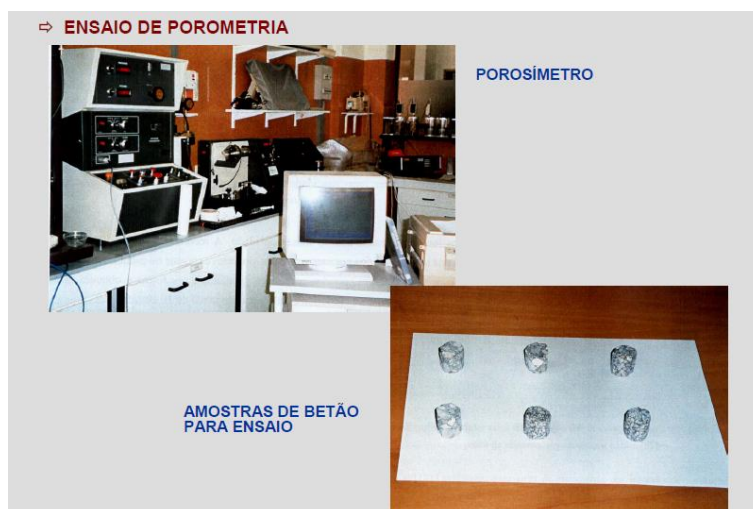 ⇨ ENSAIO DE POROMETRIA
POROSÍMETRO
AMOSTRAS DE BETÃO
PARA ENSAIO